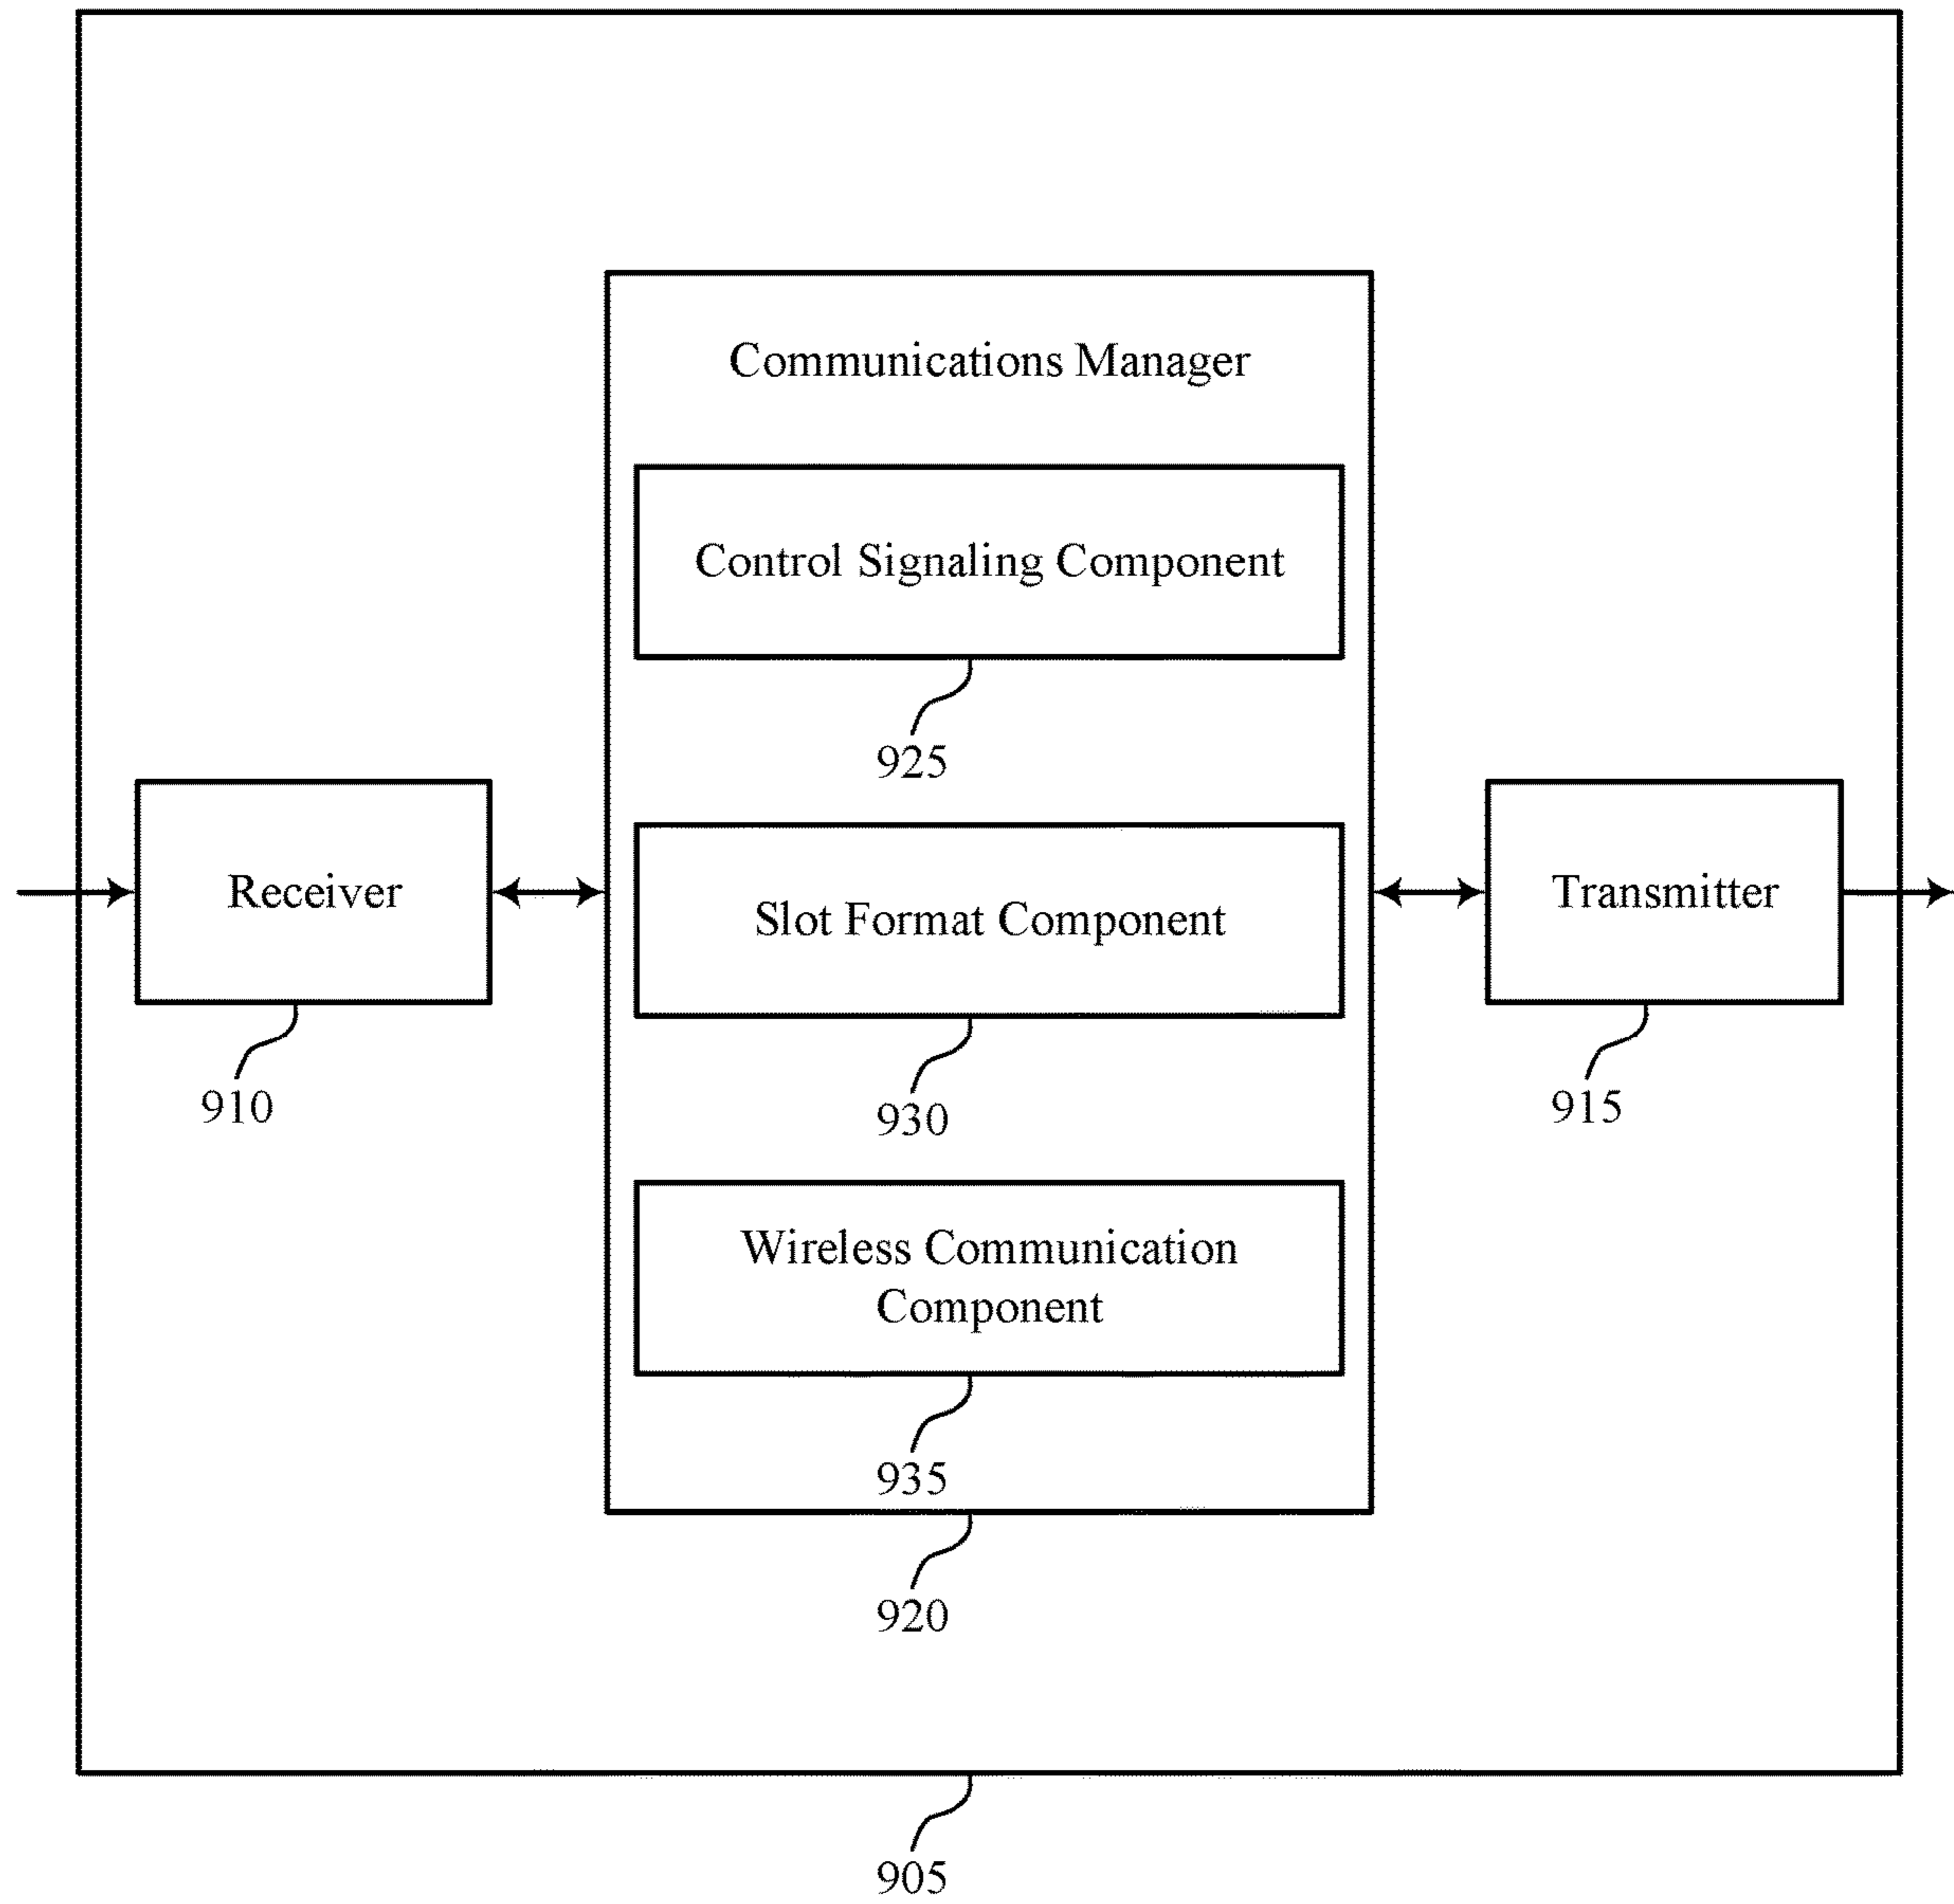 Communications Manager
Control Signaling Component
925
Receiver
910
Slot Format Component
930
Transmitter
915
Wireless Communication
Component
935
920
905